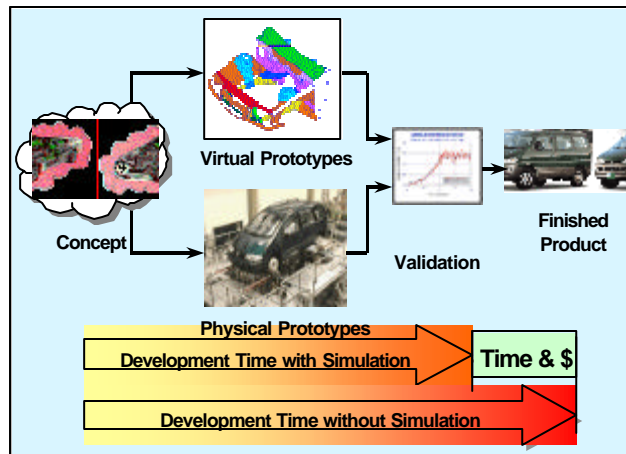 Virtual Prototypes
Concept
Validation
Finished
Product
Physical Prototypes
Development Time with Simulation
Time & $
Development Time without Simulation